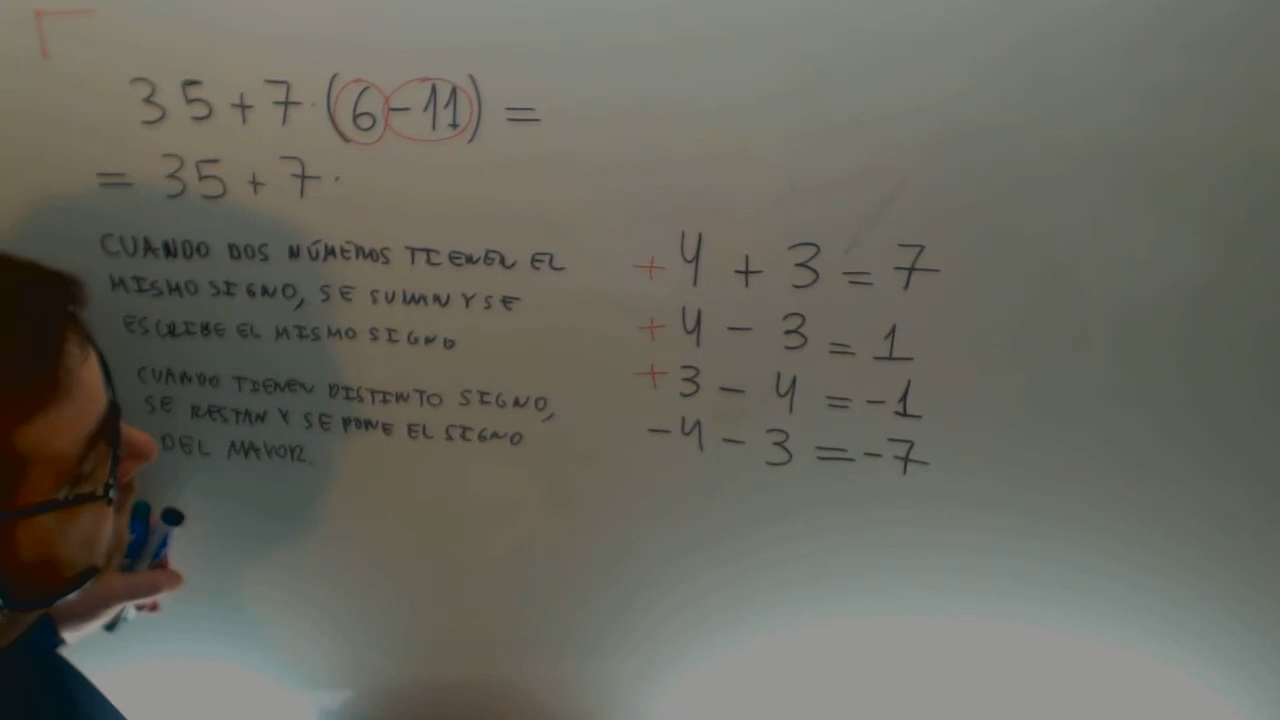 35+7·(6-11)=
=35+7·
CUANDO DOS NÚMEROS TIENEN EL
MISMO SIGNO, SE SUMAN Y SE
ESCRIBE EL MISMO SIGNO
CUANDO TIENEN DISTINTO SIGNO,
SE RESTAN Y SE PONE EL SIGNO
DEL MAYOR.
+4+3=7
+4-3=1
+3-4=-1
-4-3=-7